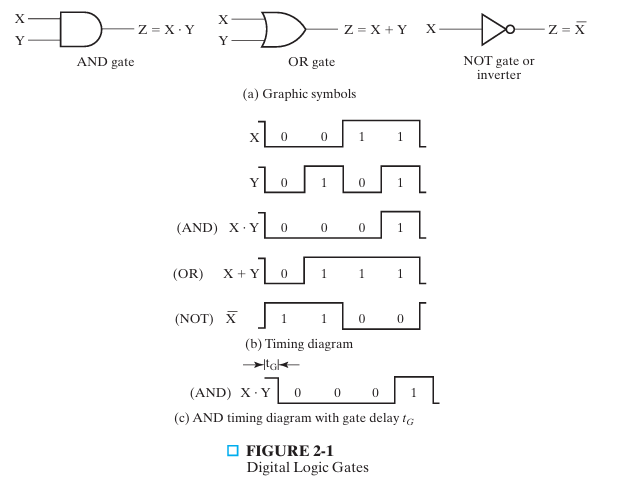 X
Y
Z = X · Y
AND gate
X
Y
Z = X + Y
OR gate
X
Z = X̅
NOT gate or
inverter
(a) Graphic symbols
X 0 0 1 1
Y 0 1 0 1
(AND) X · Y 0 0 0 1
(OR) X + Y 0 1 1 1
(NOT) X̅ 1 1 0 0
(b) Timing diagram
tG
(AND) X · Y 0 0 0 1
(c) AND timing diagram with gate delay tG
FIGURE 2-1
Digital Logic Gates